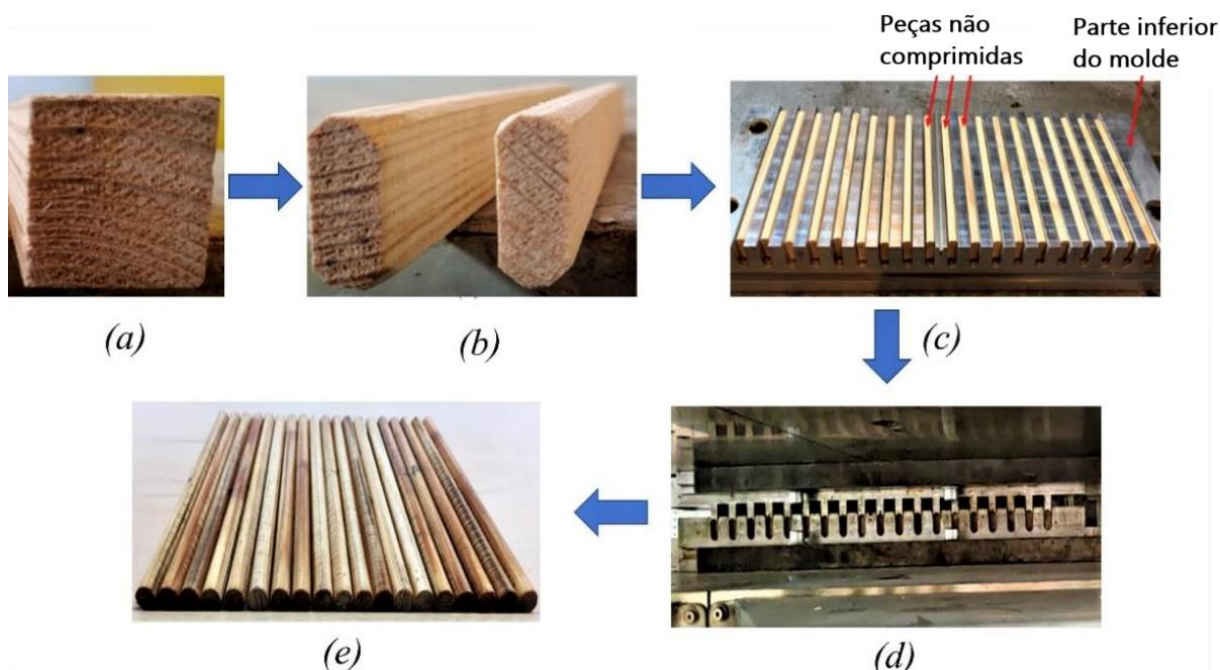 Peças não
comprimidas
Parte inferior
do molde
(a)
(b)
(c)
(e)
(d)